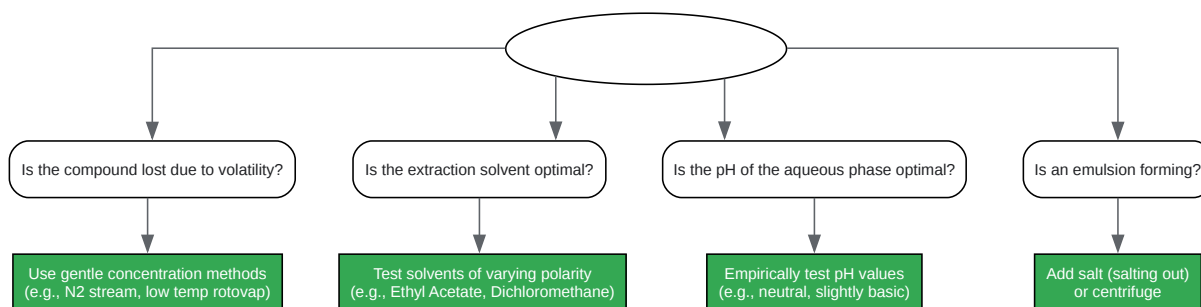 Is the compound lost due to volatility?
Is the extraction solvent optimal?
Is the pH of the aqueous phase optimal?
Is an emulsion forming?
Use gentle concentration methods
(e.g., N2 stream, low temp rotovap)
Test solvents of varying polarity
(e.g., Ethyl Acetate, Dichloromethane)
Empirically test pH values
(e.g., neutral, slightly basic)
Add salt (salting out)
or centrifuge